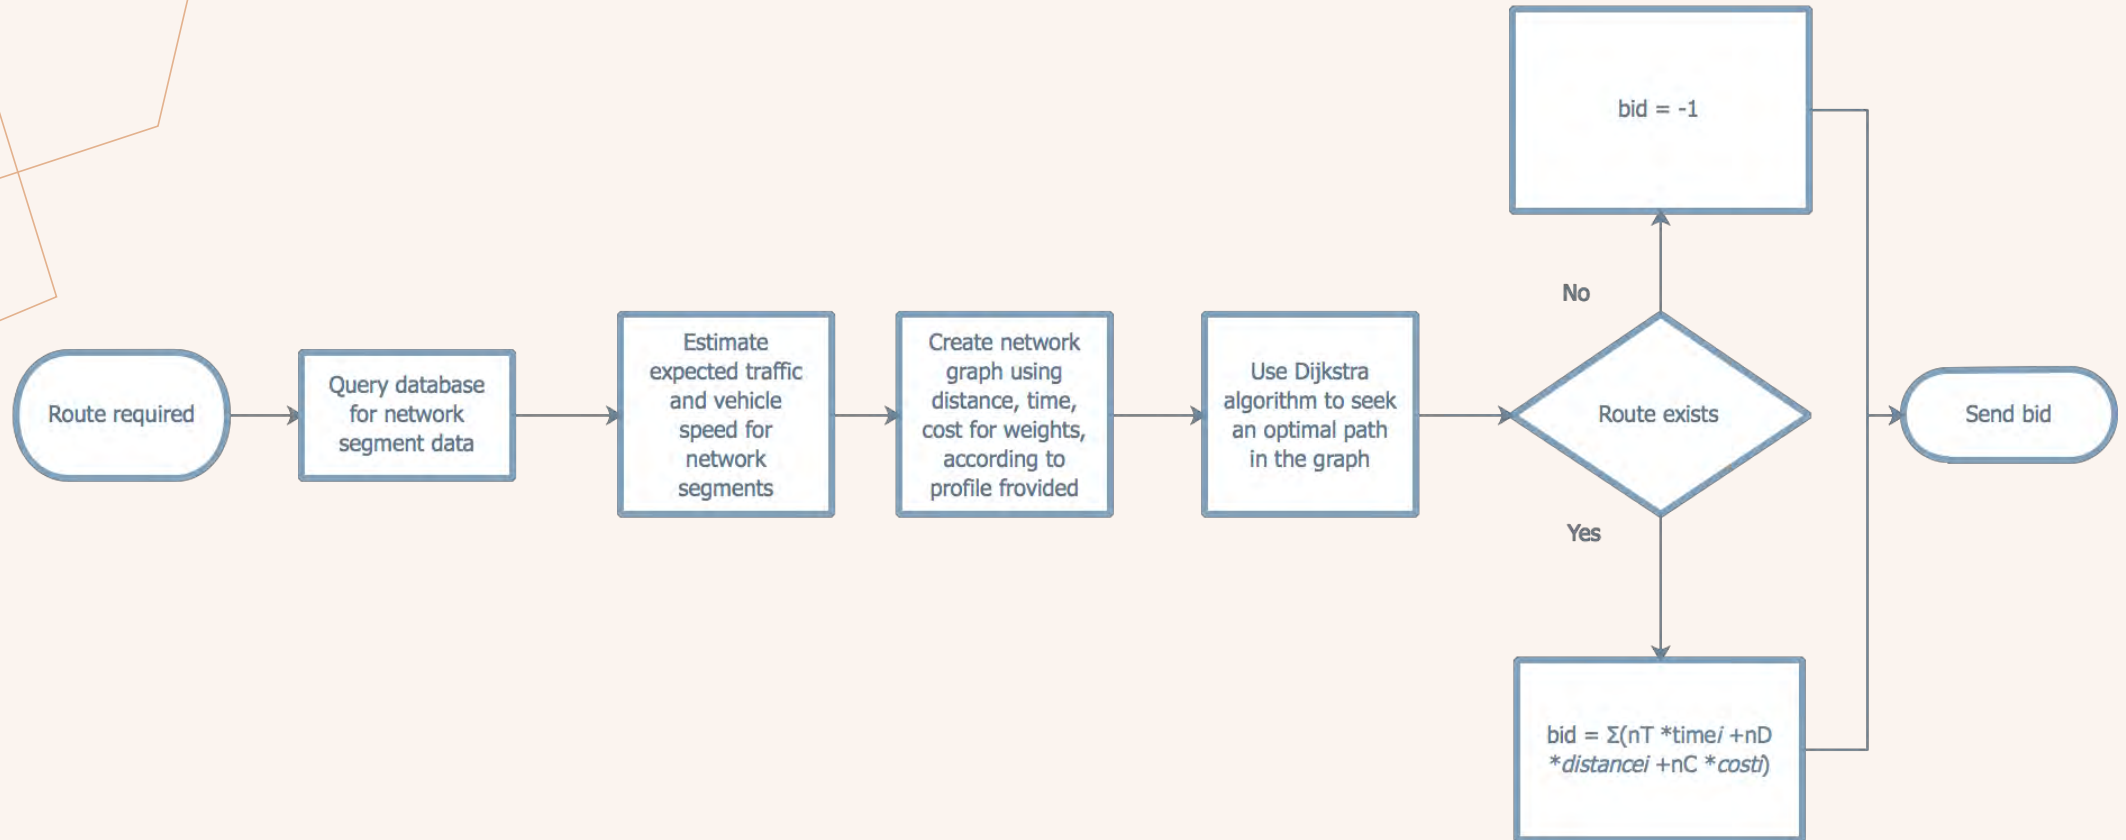 Route required
Query database
for network
segment data
Estimate
expected traffic
and vehicle
speed for
network
segments
Create network
graph using
distance, time,
cost for weights,
according to
profile frovided
Use Dijkstra
algorithm to seek
an optimal path
in the graph
Route exists
No
bid = -1
Yes
bid = Σ(nT *timei +nD
*distancei +nC *costi)
Send bid